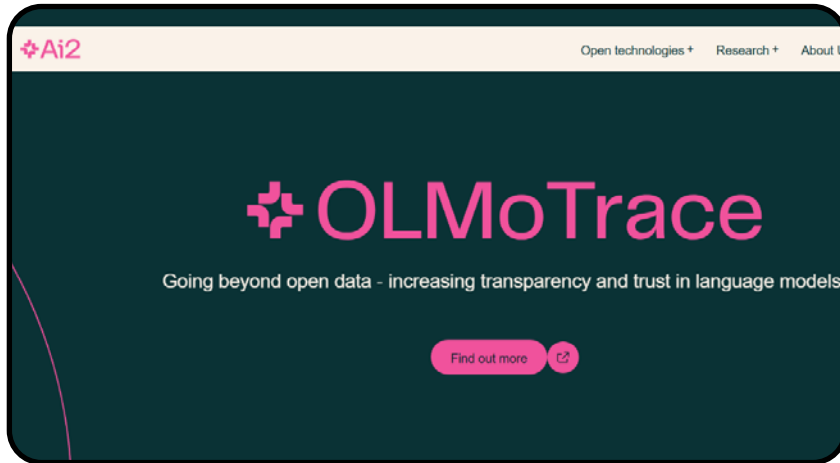 Ai2
Open technologies + Research + About
OLMoTrace
Going beyond open data - increasing transparency and trust in language models
Find out more